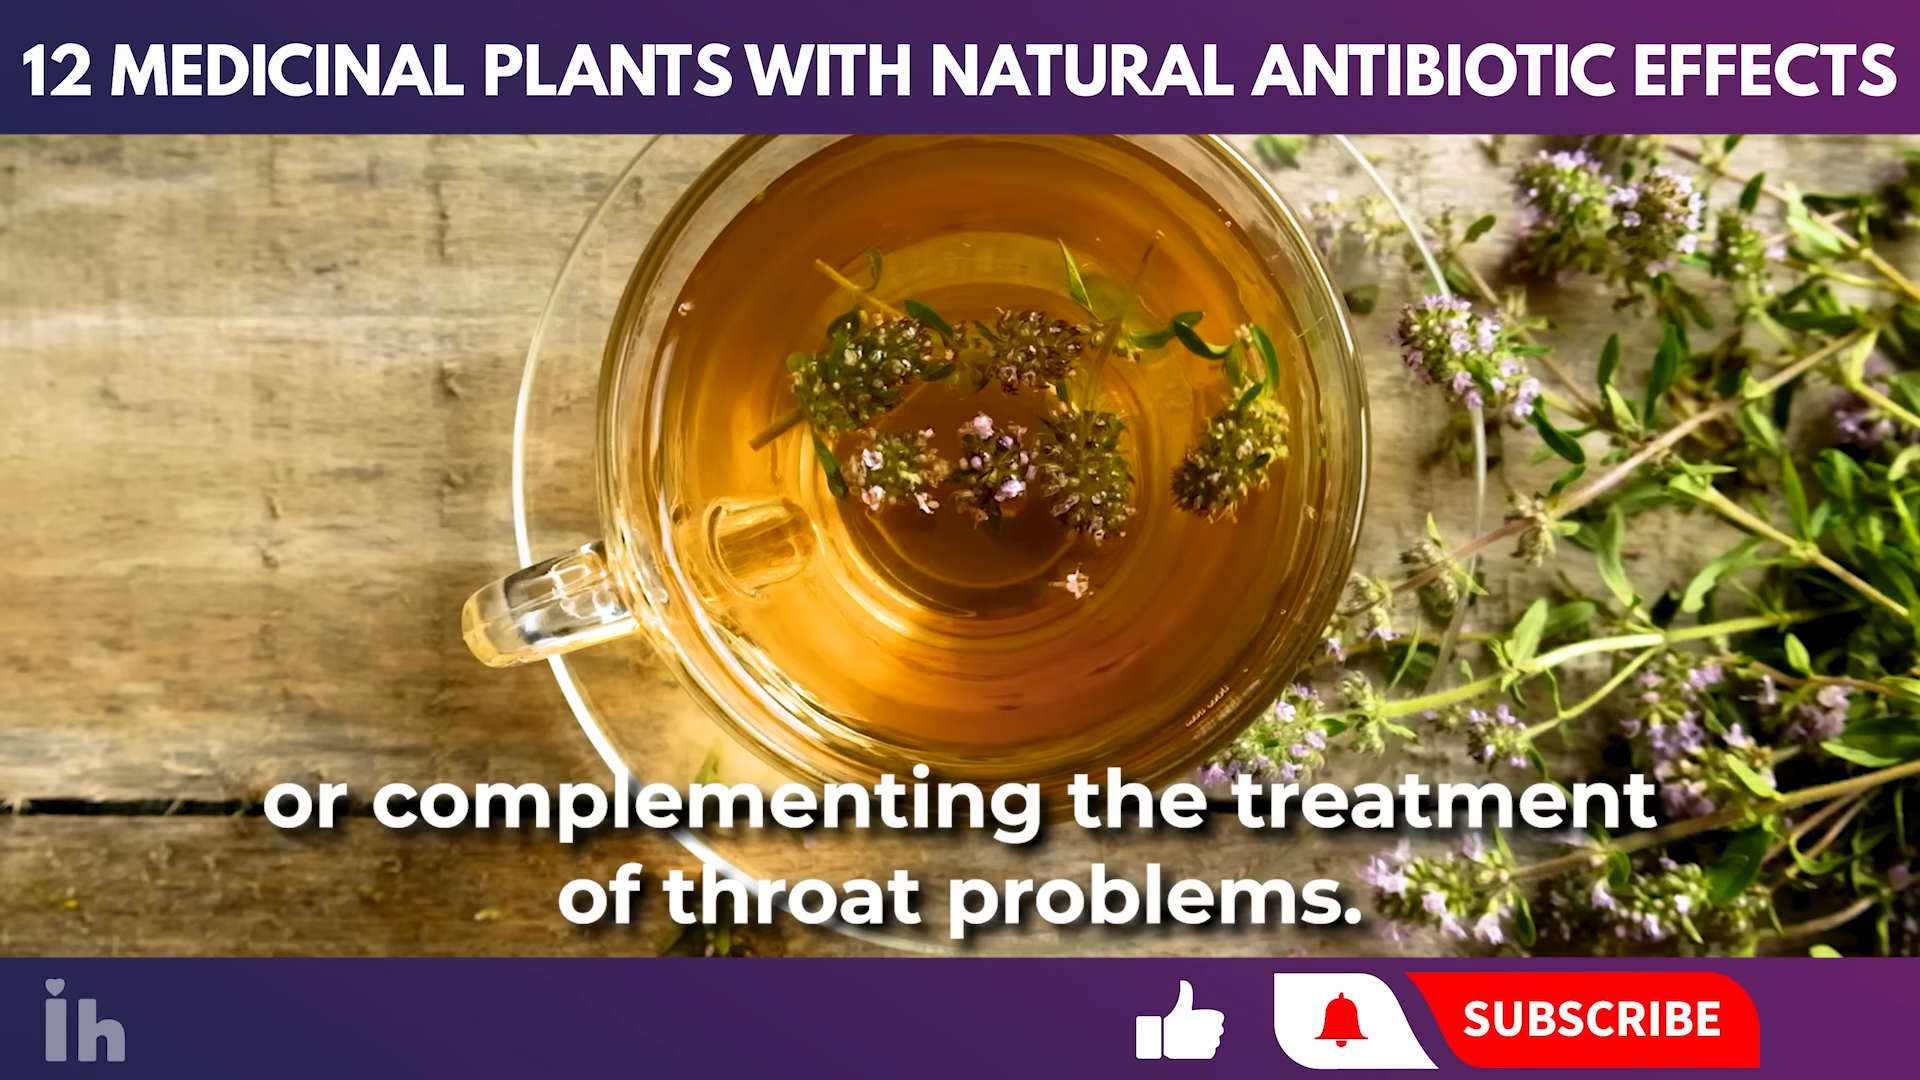 12 MEDICINAL PLANTS WITH NATURAL ANTIBIOTIC EFFECTS
or complementing the treatment
of throat problems.
ih
SUBSCRIBE